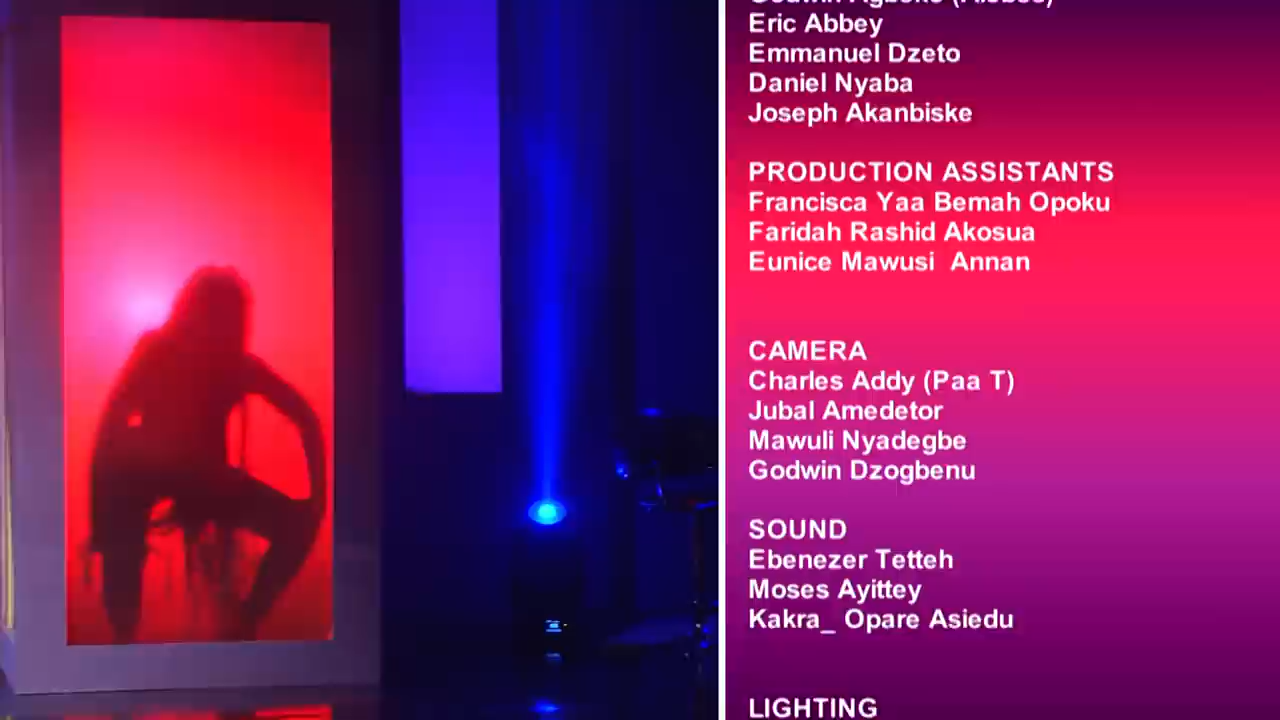 Eric Abbey
Emmanuel Dzeto
Daniel Nyaba
Joseph Akanbiske
PRODUCTION ASSISTANTS
Francisca Yaa Bemah Opoku
Faridah Rashid Akosua
Eunice Mawusi  Annan
CAMERA
Charles Addy (Paa T)
Jubal Amedetor
Mawuli Nyadegbe
Godwin Dzogbenu
SOUND
Ebenezer Tetteh
Moses Ayittey
Kakra_ Opare Asiedu
LIGHTING